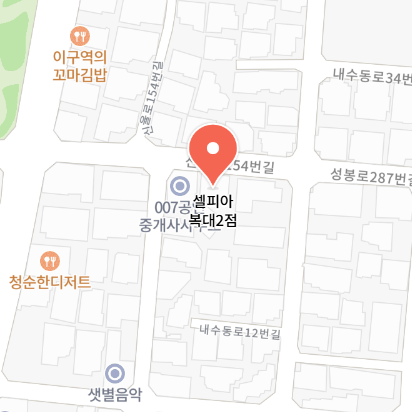 이구역의
꼬마김밥
내수동로34번
신율로154번길
154번길
성봉로287번길
셀피아
복대2점
007공인
중개사사무소
청순한디저트
내수동로12번길
샛별음악